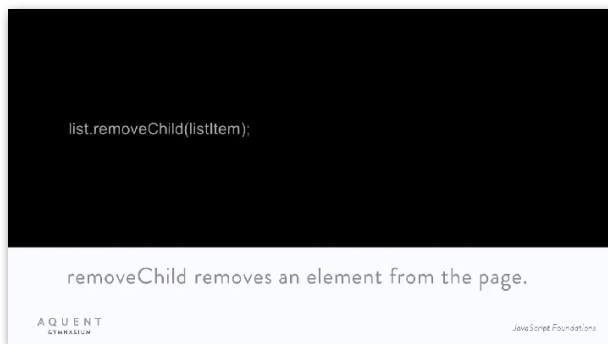 list.removeChild(listItem);
removeChild removes an element from the page.
AQUENT
GYMNASIUM
JavaScript Foundations